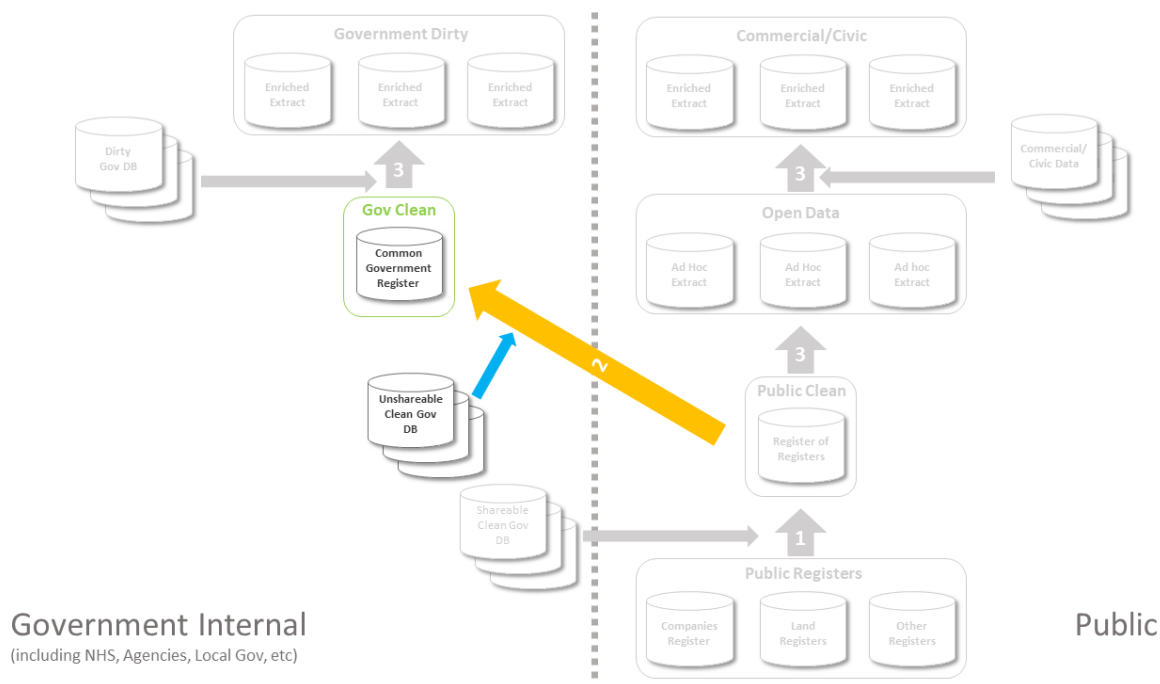 Government Dirty
Enriched
Extract
Enriched
Extract
Enriched
Extract
Commercial/Civic
Enriched
Extract
Enriched
Extract
Enriched
Extract
Dirty
Gov DB
3
3
Commercial/
Civic Data
Gov Clean
Common
Government
Register
Open Data
Ad Hoc
Extract
Ad Hoc
Extract
Ad hoc
Extract
2
3
Unshareable
Clean Gov
DB
Public Clean
Register of
Registers
Shareable
Clean Gov
DB
1
Public Registers
Companies
Register
Land
Registers
Other
Registers
Government Internal
(including NHS, Agencies, Local Gov, etc)
Public